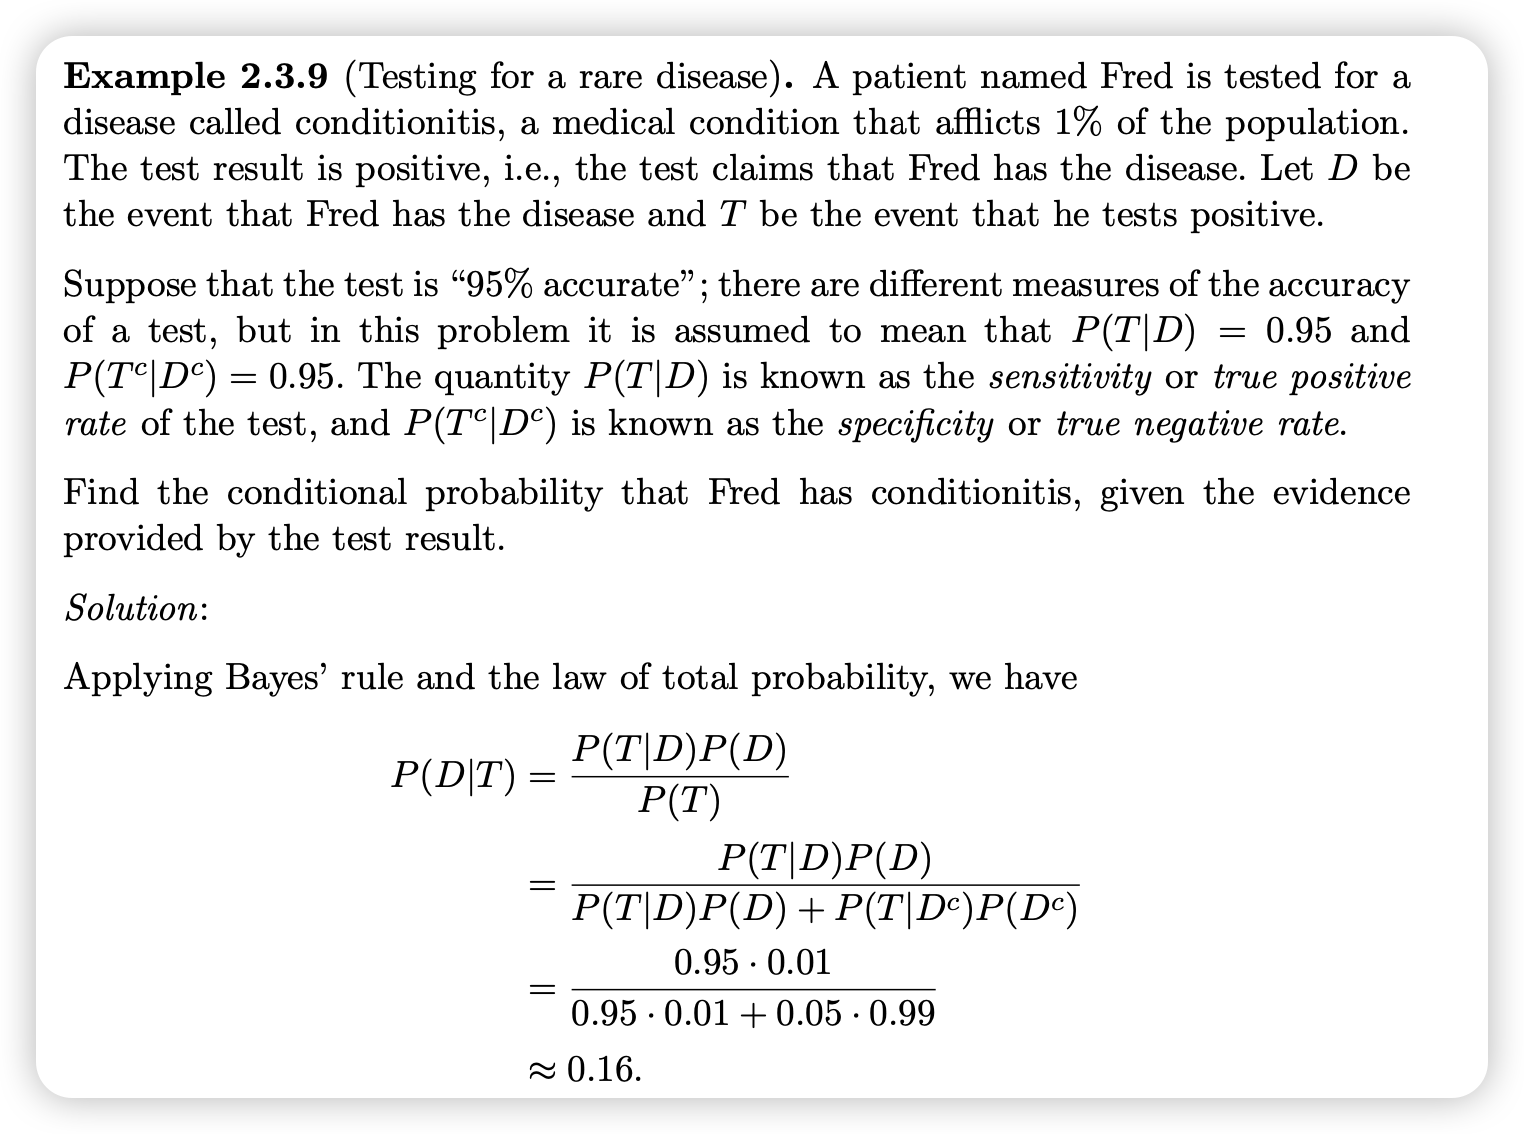 Example 2.3.9 (Testing for a rare disease). A patient named Fred is tested for a
disease called conditionitis, a medical condition that afflicts 1% of the population.
The test result is positive, i.e., the test claims that Fred has the disease. Let D be
the event that Fred has the disease and T be the event that he tests positive.
Suppose that the test is “95% accurate”; there are different measures of the accuracy
of a test, but in this problem it is assumed to mean that P(T|D) = 0.95 and
P(Tᶜ|Dᶜ) = 0.95. The quantity P(T|D) is known as the sensitivity or true positive
rate of the test, and P(Tᶜ|Dᶜ) is known as the specificity or true negative rate.
Find the conditional probability that Fred has conditionitis, given the evidence
provided by the test result.
Solution:
Applying Bayes’ rule and the law of total probability, we have
P(D|T) = P(T|D)P(D) / P(T)
= P(T|D)P(D) / P(T|D)P(D) + P(T|Dᶜ)P(Dᶜ)
= 0.95 · 0.01 / 0.95 · 0.01 + 0.05 · 0.99
≈ 0.16.